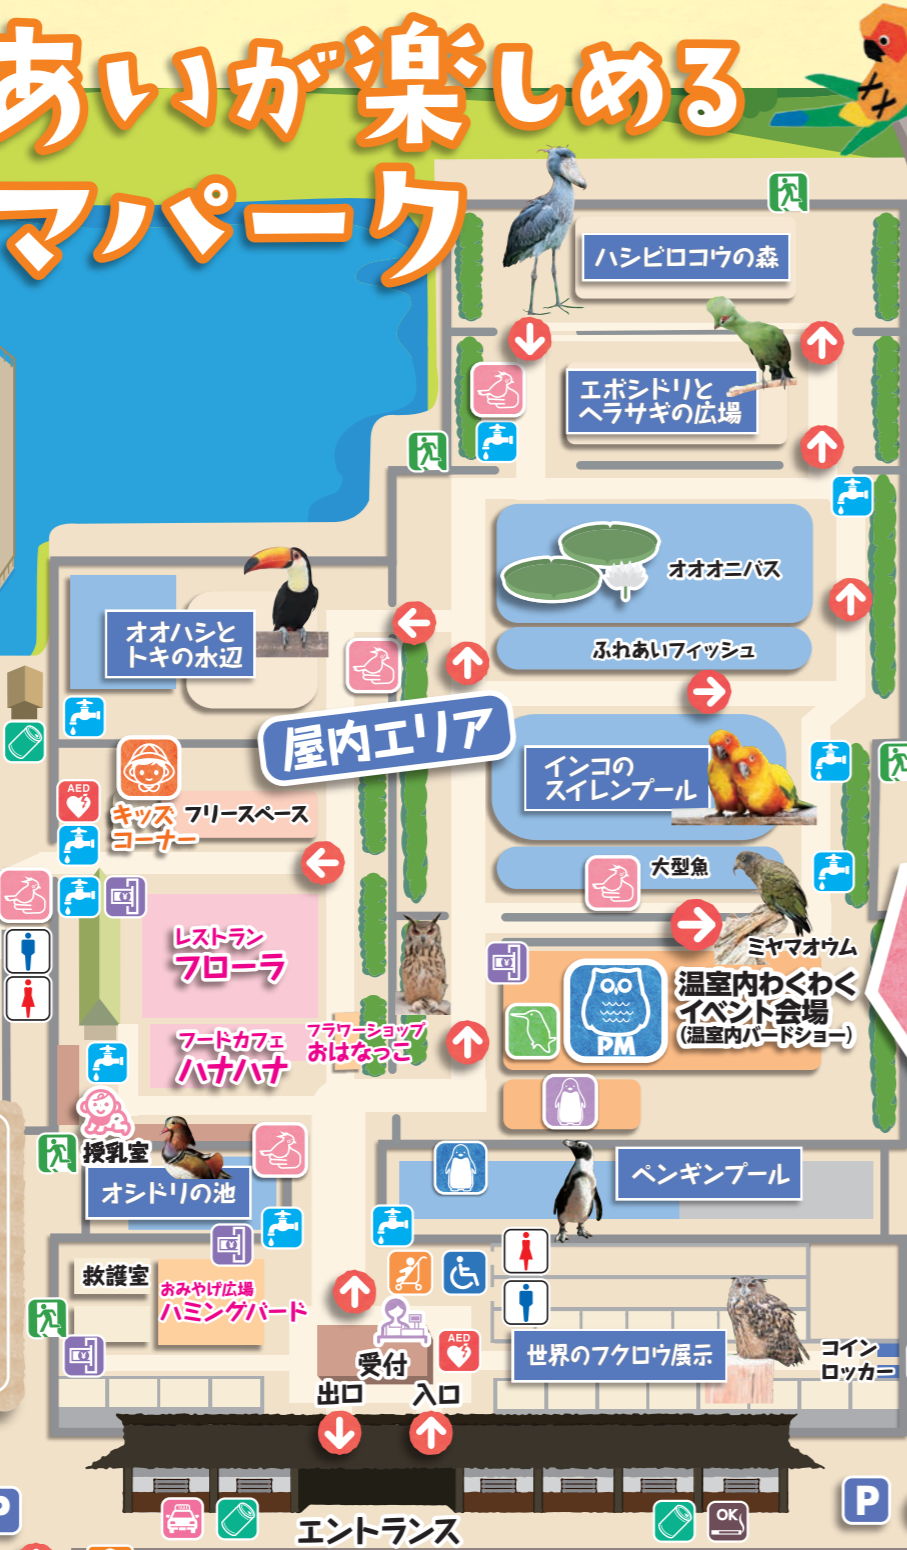 あいが楽しめる
マパーク
ハシビロコウの森
エボシドリと
ヘラサギの広場
オオオニバス
ふれあいフィッシュ
オオハシと
トキの水辺
屋内エリア
インコの
スイレンプール
AED
キッズ
コーナー
フリースペース
大型魚
ミヤマオウム
レストラン
フローラ
温室内わくわく
イベント会場
(温室内バードショー)
PM
フードカフェ
ハナハナ
フラワーショップ
おはなっこ
授乳室
オシドリの池
ペンギンプール
救護室
おみやげ広場
ハミングバード
受付
AED
世界のフクロウ展示
コイン
ロッカー
出口
入口
エントランス
OK
P
P